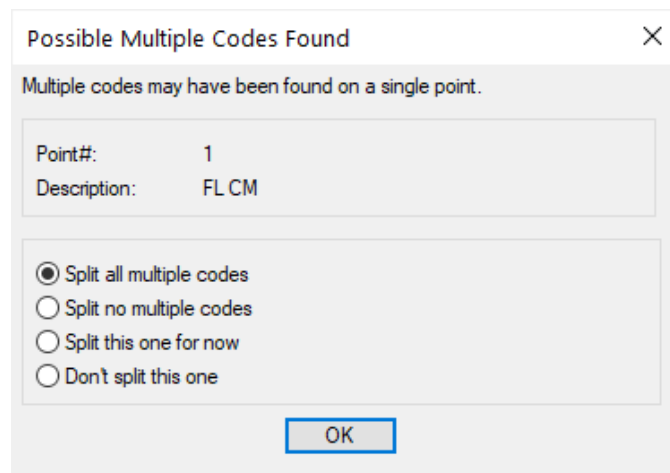 Possible Multiple Codes Found
Multiple codes may have been found on a single point.
Point#: 1
Description: FL CM
Split all multiple codes
Split no multiple codes
Split this one for now
Don't split this one
OK